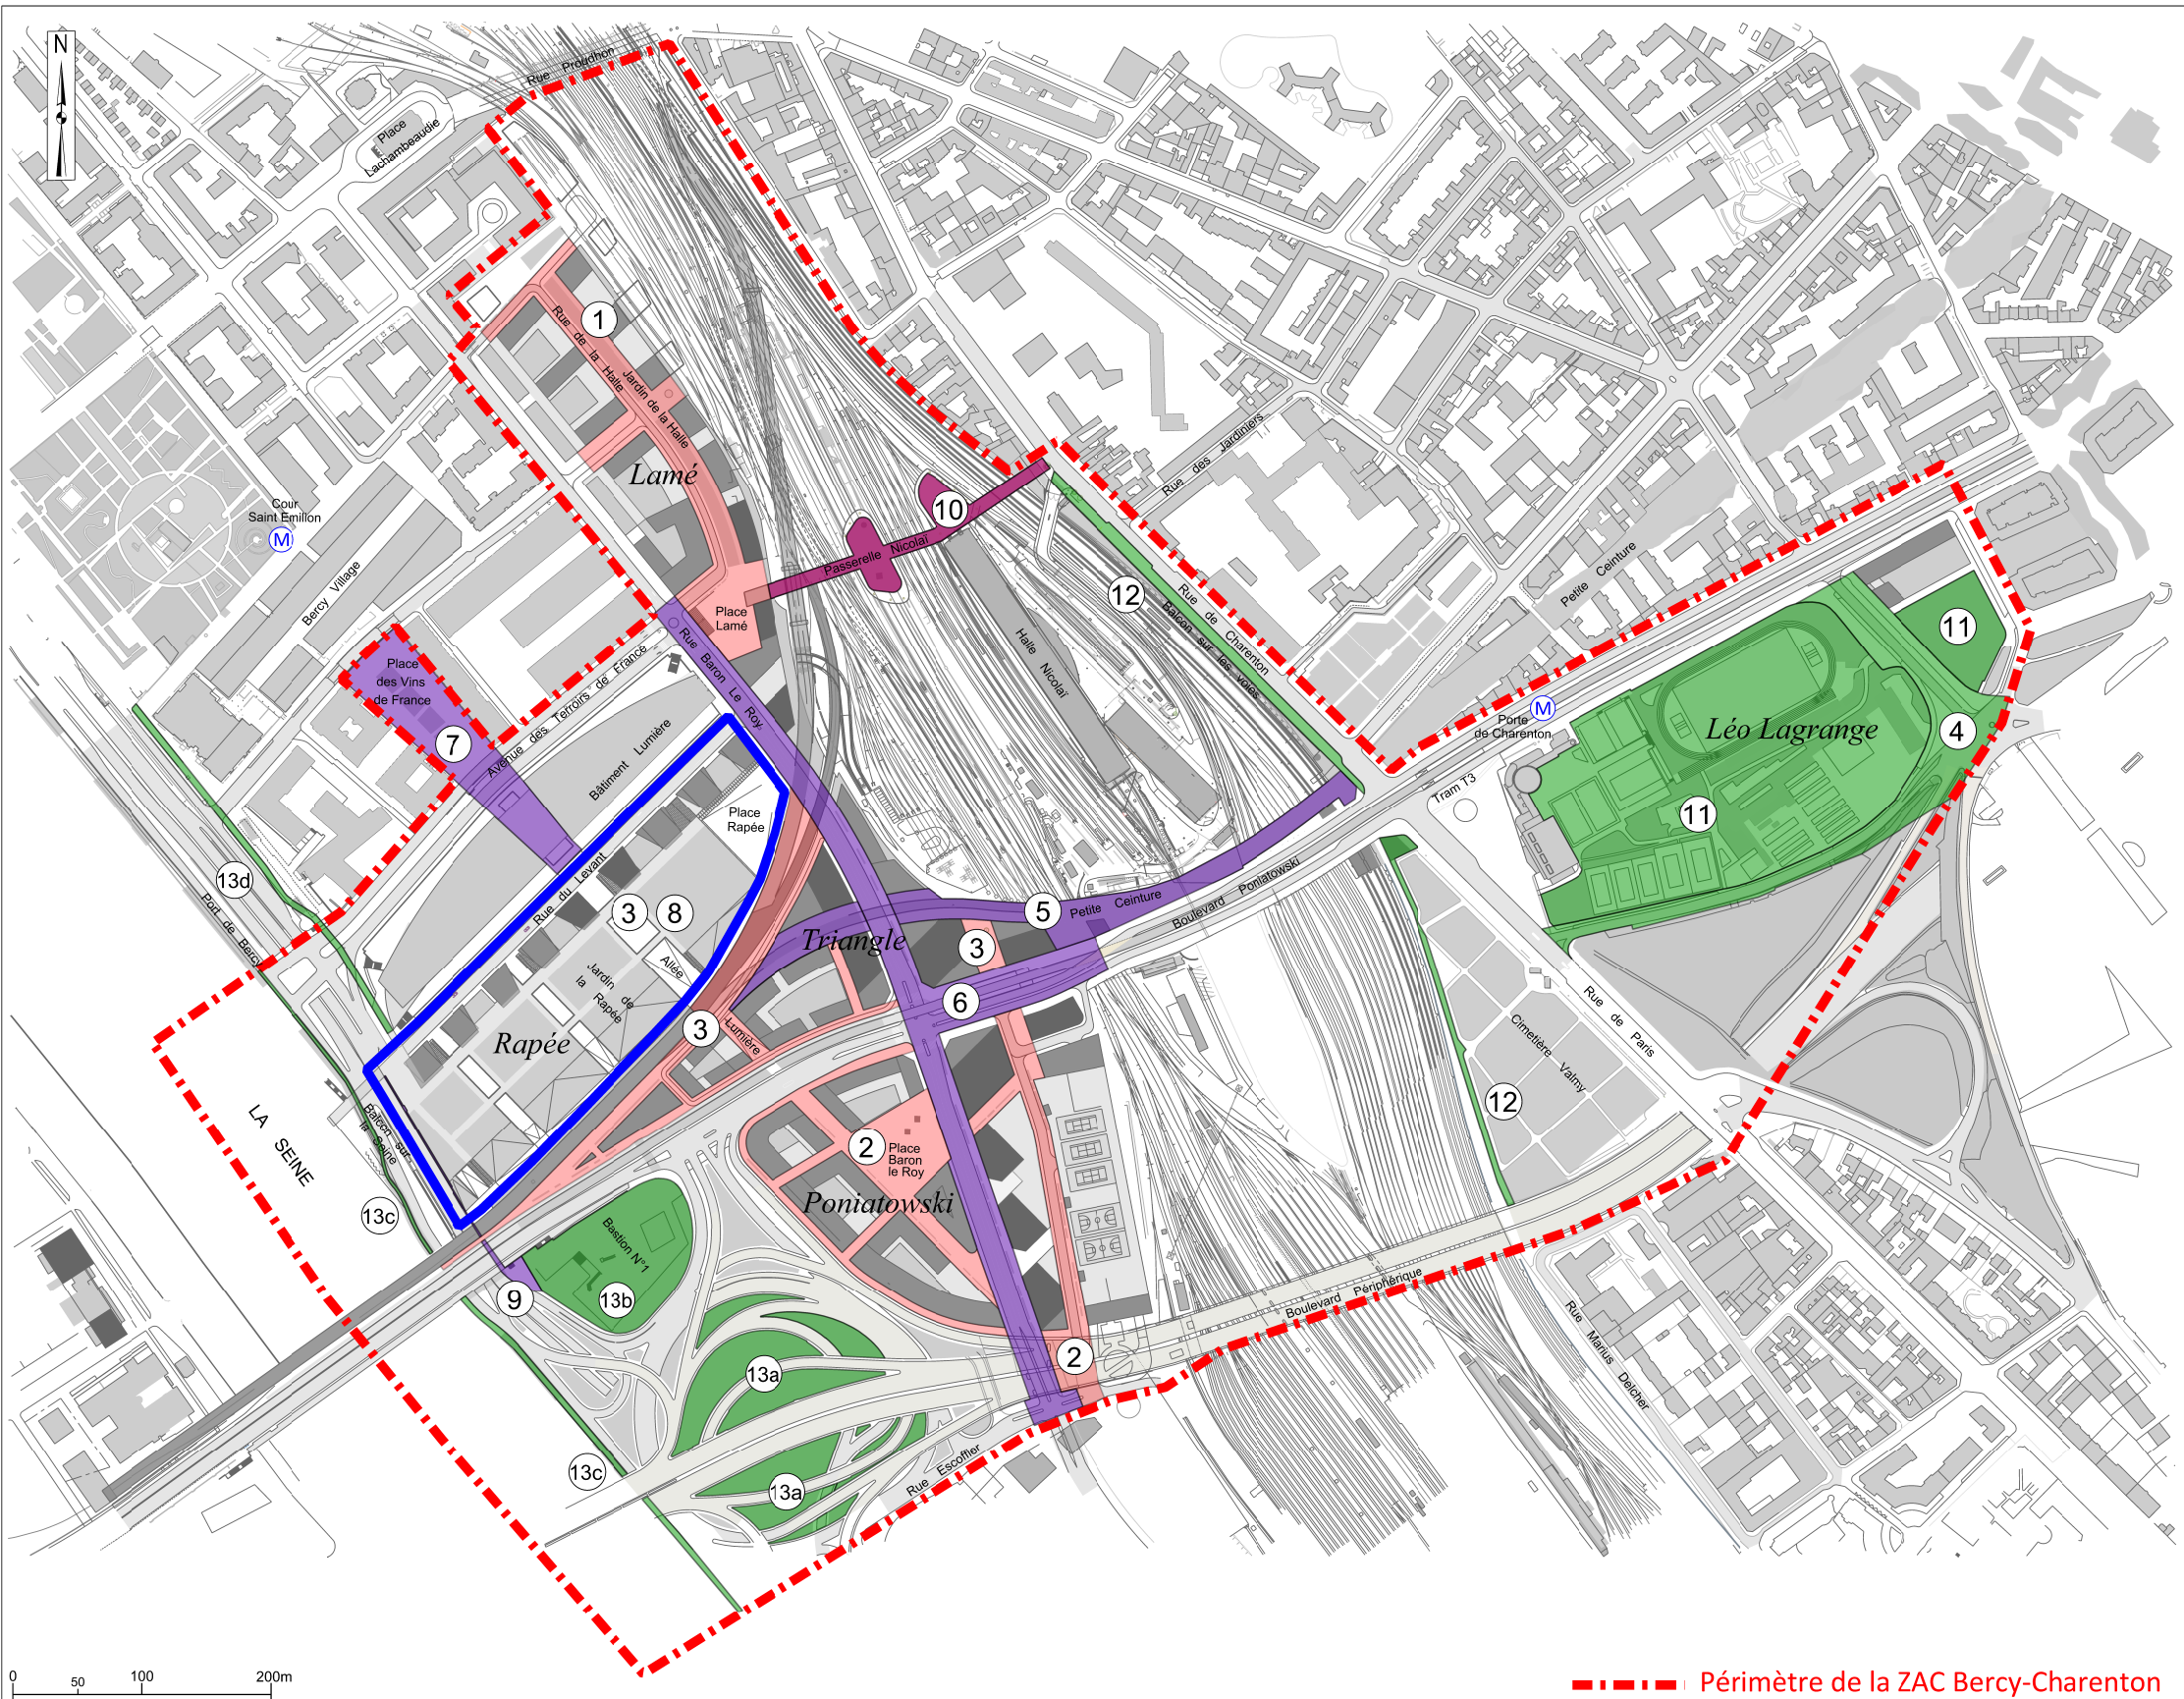 N
Rue Proudhon
Place
Lachambeaudie
1
Rue de la Halle
Jardin de la Halle
Lamé
Cour
Saint Emilion
M
Bercy Village
10
Passerelle Nicolaï
Rue des Jardiniers
Petite Ceinture
12
Rue de Charenton
Balcon sur les voies
Halle Nicolaï
Place
Lamé
Rue Baron Le Roy
Place
des Vins
de France
7
Avenue des Terroirs de France
Bâtiment Lumière
11
M
Porte
de Charenton
Léo Lagrange
4
Tram T3
11
Place
Rapée
13d
Port de Bercy
Rue du Levant
3
8
5
Petite Ceinture
Boulevard Poniatowski
Triangle
3
Allée
Jardin de
la Rapée
6
3
Lumière
Rapée
Rue de Paris
Cimetière Valmy
12
LA SEINE
Balcon sur
la Seine
2
Place
Baron
le Roy
Poniatowski
13c
Bastion N°1
9
13b
Boulevard Périphérique
Rue Marius Delcher
2
13a
13c
13a
Rue Escoffier
0
50
100
200m
Périmètre de la ZAC Bercy-Charenton